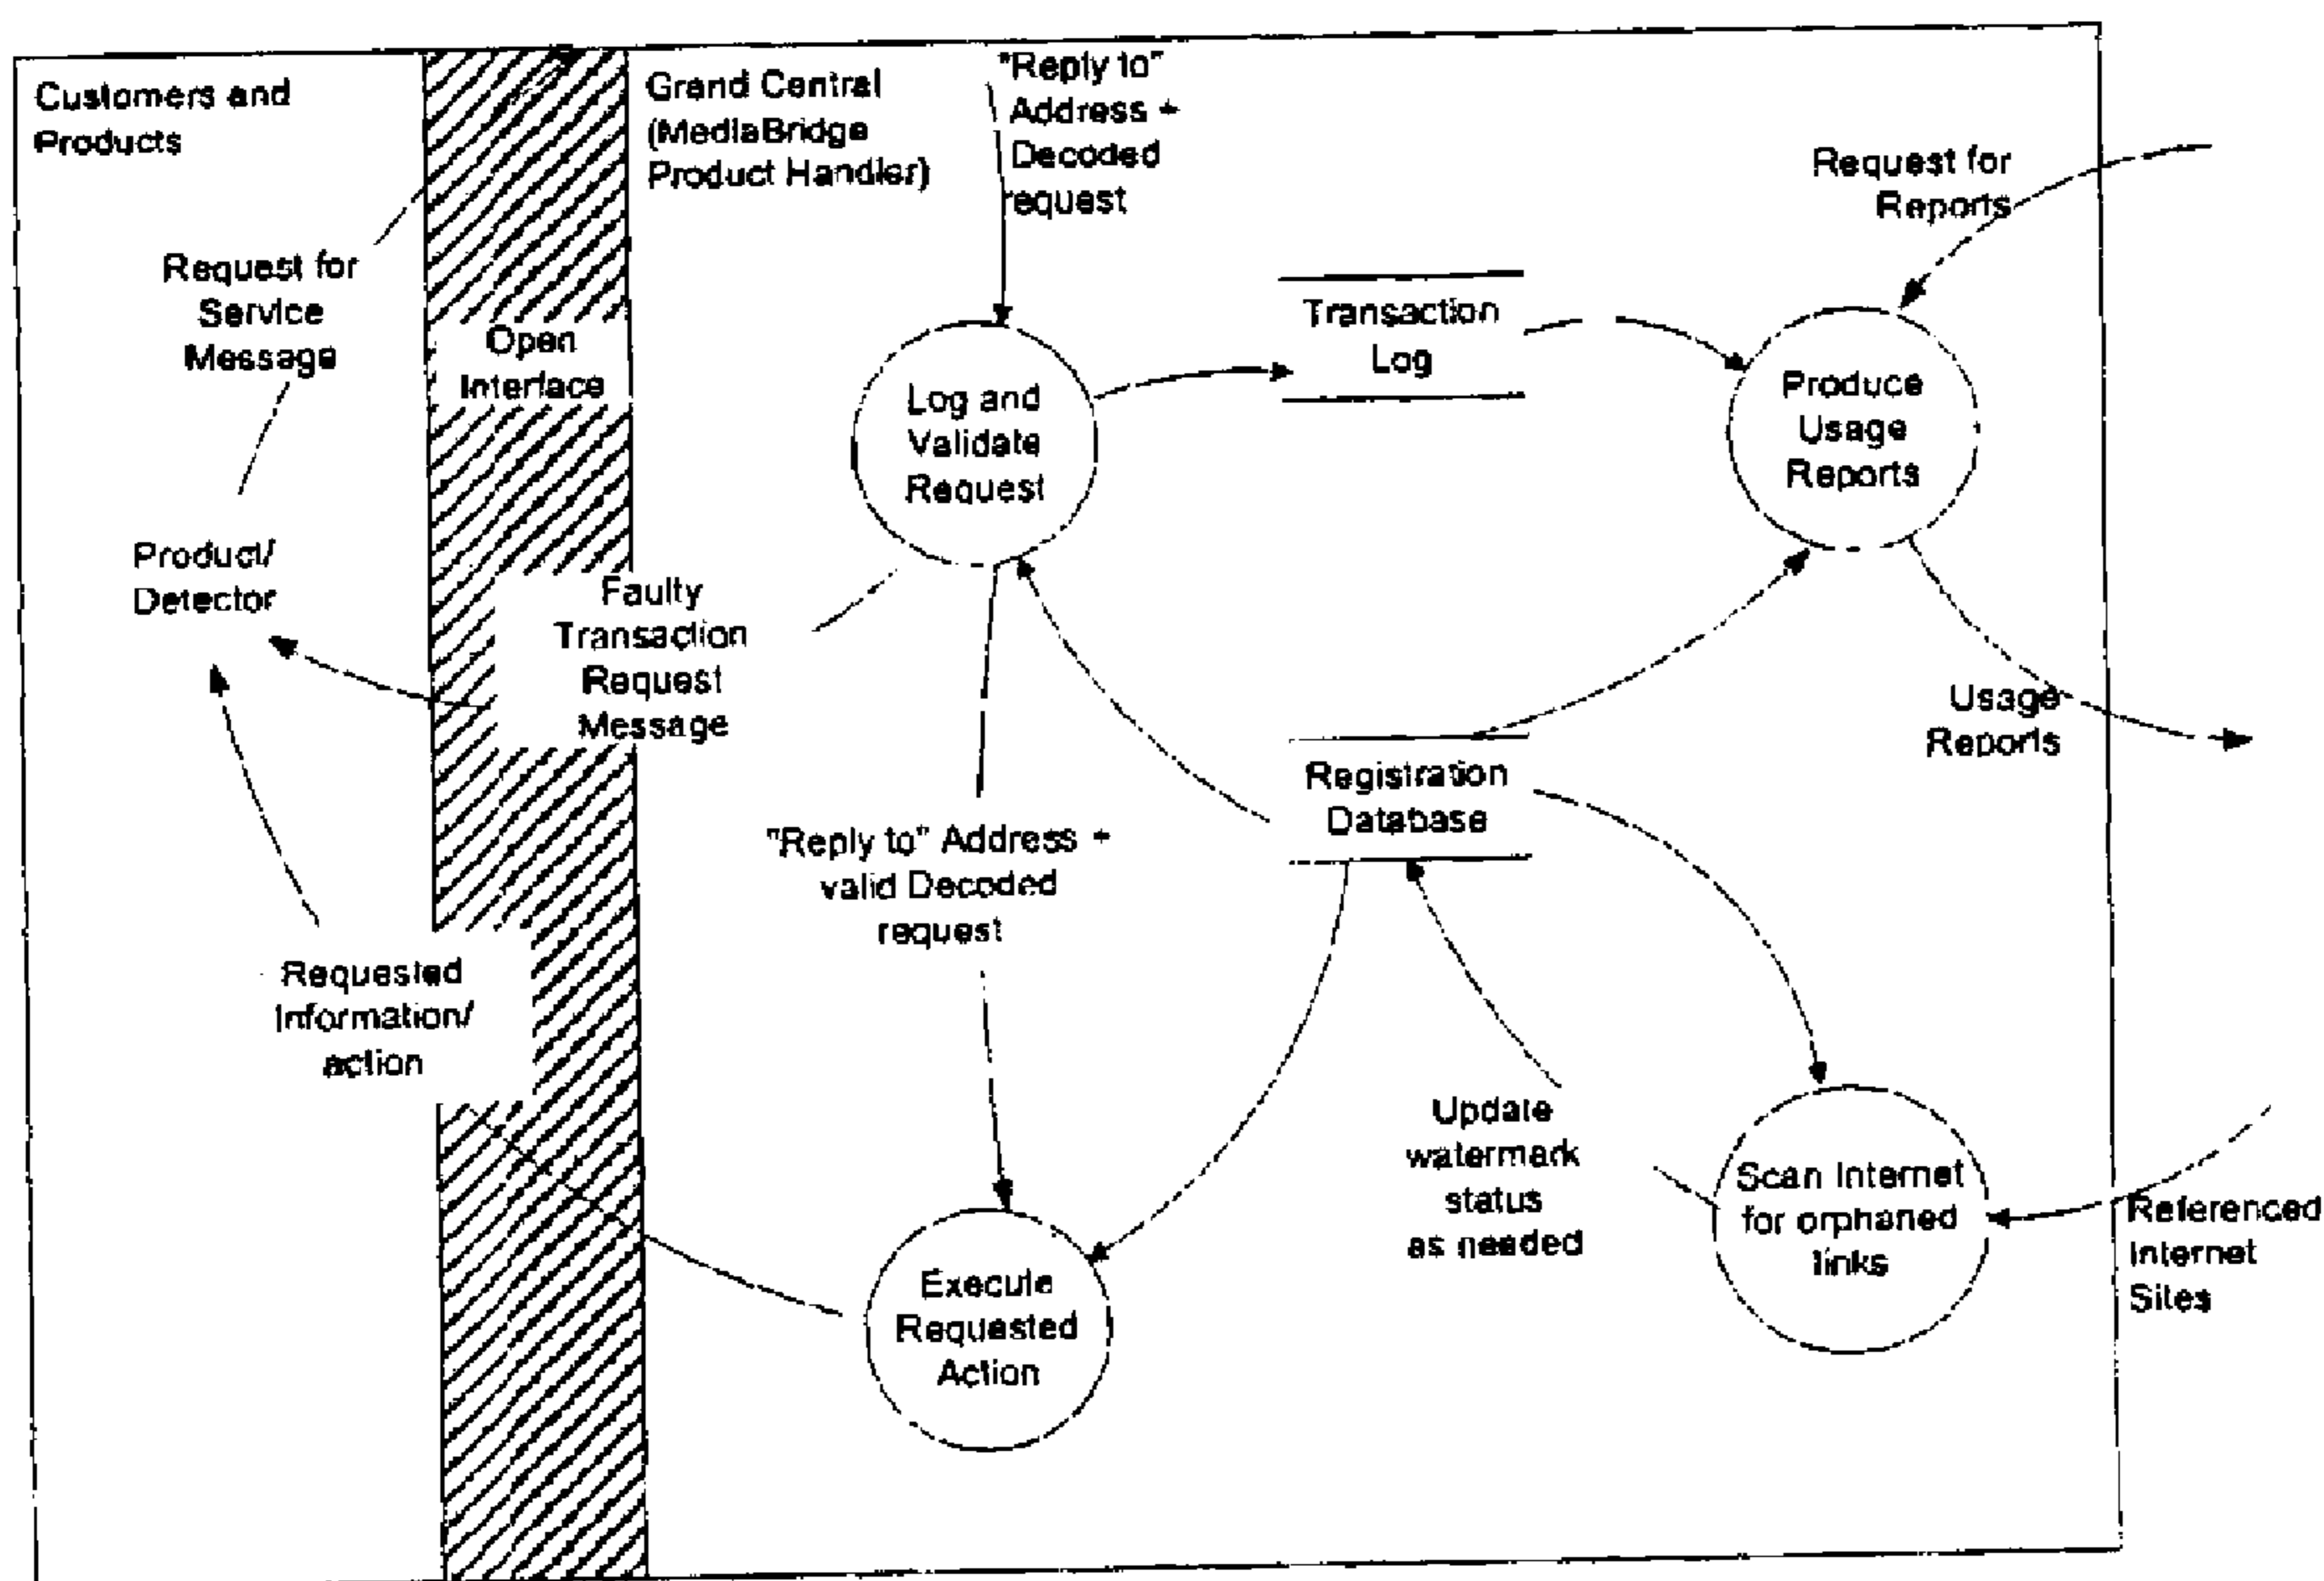 Customers and
Products
Grand Central
(MediaBridge
Product Handler)
"Reply to"
Address +
Decoded
request
Request for
Reports
Request for
Service
Message
Open
Interface
Transaction
Log
Log and
Validate
Request
Produce
Usage
Reports
Product/
Detector
Faulty
Transaction
Request
Message
Usage
Reports
Registration
Database
"Reply to" Address +
valid Decoded
request
Requested
Information/
action
Update
watermark
status
as needed
Scan Internet
for orphaned
links
Referenced
Internet
Sites
Execute
Requested
Action